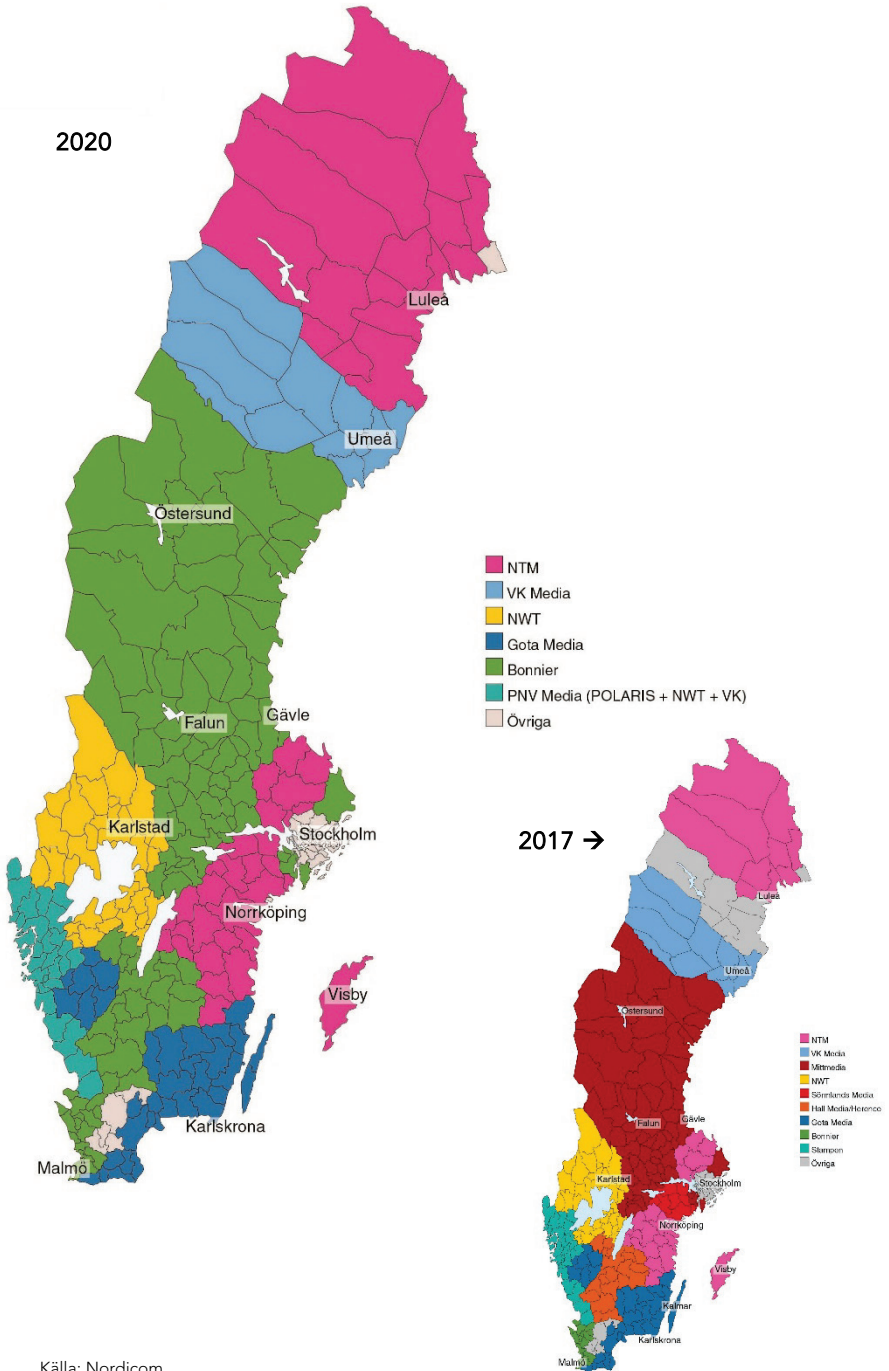 2020
Luleå
Umeå
Östersund
NTM
VK Media
NWT
Gota Media
Bonnier
PNV Media (POLARIS + NWT + VK)
Övriga
Falun
Gävle
Karlstad
Stockholm
Norrköping
Visby
Karlskrona
Malmö
2017 →
Luleå
Umeå
Östersund
NTM
VK Media
Mittmedia
NWT
Sörmlands Media
Hall Media/Herenco
Gota Media
Bonnier
Stampen
Övriga
Falun
Gävle
Karlstad
Stockholm
Norrköping
Visby
Kalmar
Karlskrona
Malmö
Källa: Nordicom